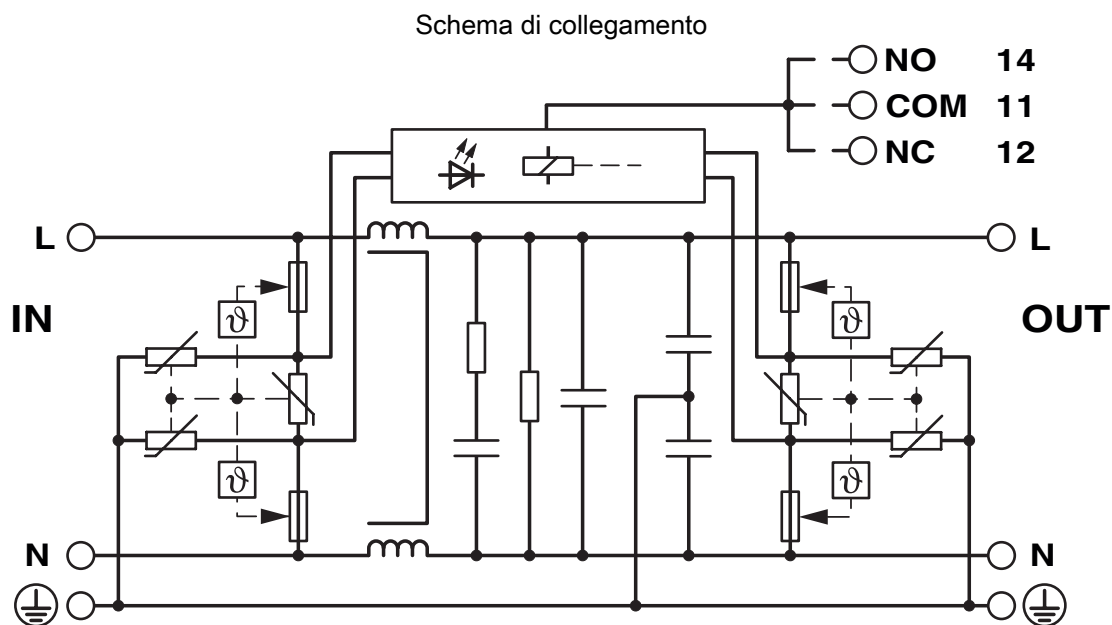 Schema di collegamento
NO 14
COM 11
NC 12
L
L
IN
OUT
ϑ
ϑ
ϑ
ϑ
N
N